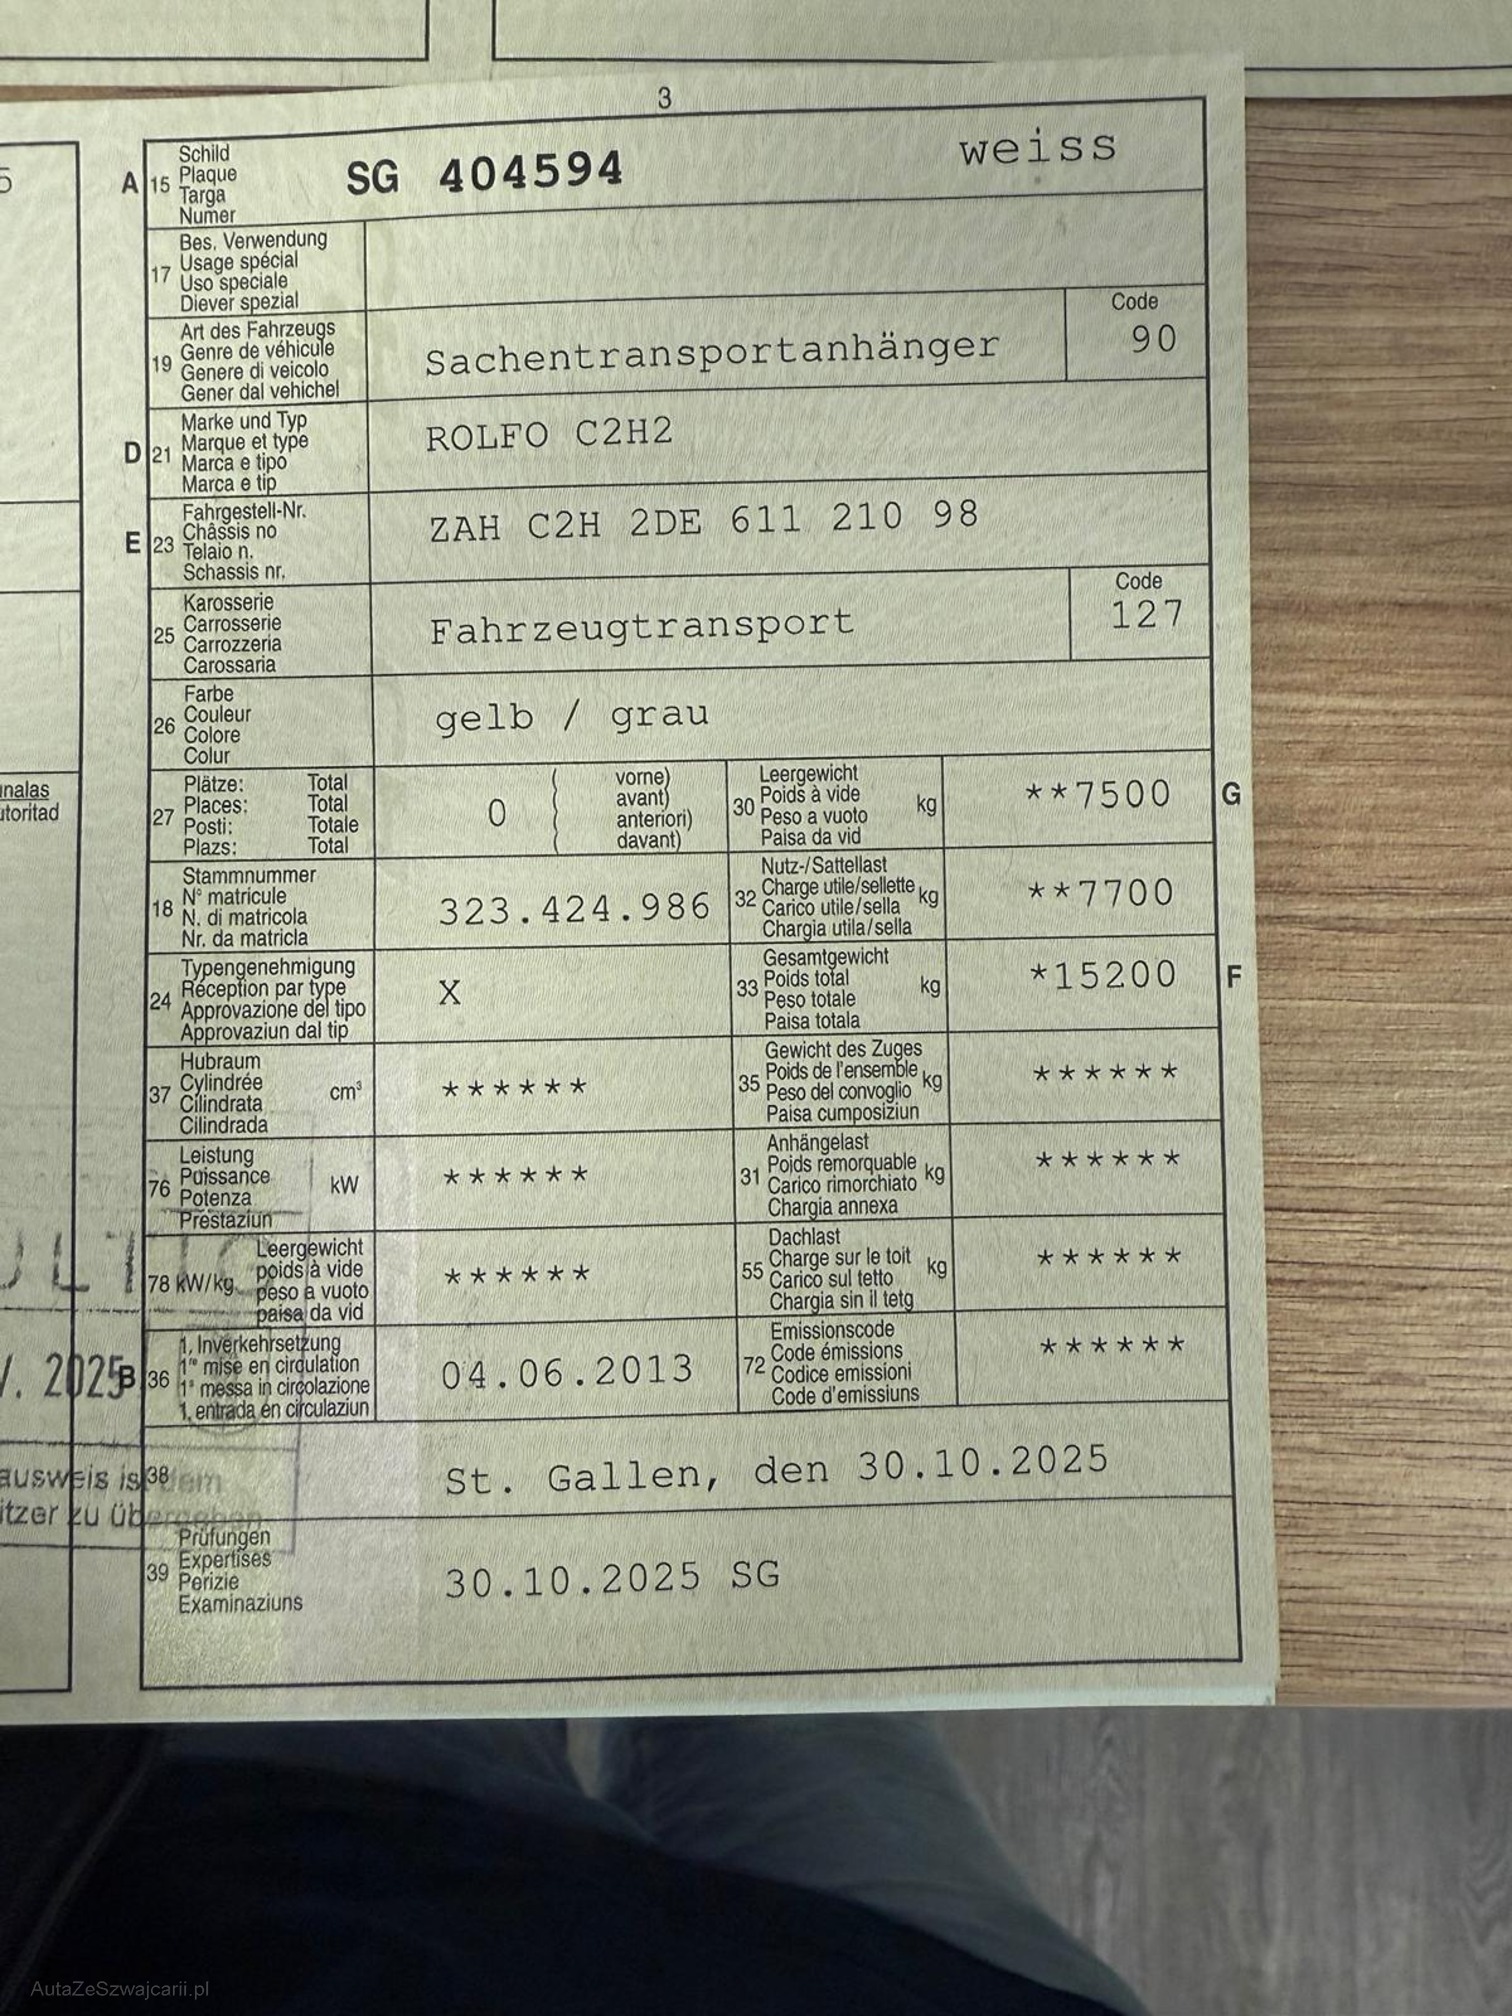 3
A 15 Schild
Plaque
Targa
Numer
SG 404594 weiss
17 Bes. Verwendung
Usage spécial
Uso speciale
Diever spezial
19 Art des Fahrzeugs
Genre de véhicule
Genere di veicolo
Gener dal vehichel
Sachentransportanhänger
Code
90
D 21 Marke und Typ
Marque et type
Marca e tipo
Marca e tip
ROLFO C2H2
E 23 Fahrgestell-Nr.
Châssis no
Telaio n.
Schassis nr.
ZAH C2H 2DE 611 210 98
25 Karosserie
Carrosserie
Carrozzeria
Carossaria
Fahrzeugtransport
Code
127
26 Farbe
Couleur
Colore
Colur
gelb / grau
27 Plätze: Total
Places: Total
Posti: Totale
Plazs: Total
0 ( vorne)
avant)
anteriori)
davant)
30 Leergewicht
Poids à vide
Peso a vuoto
Paisa da vid
kg
**7500
G
18 Stammnummer
N° matricule
N. di matricola
Nr. da matricla
323.424.986
32 Nutz-/Sattellast
Charge utile/sellette
Carico utile/sella
Chargia utila/sella
kg
**7700
24 Typengenehmigung
Réception par type
Approvazione del tipo
Approvaziun dal tip
X
33 Gesamtgewicht
Poids total
Peso totale
Paisa totala
kg
*15200
F
37 Hubraum
Cylindrée
Cilindrata
Cilindrada
cm³
******
35 Gewicht des Zuges
Poids de l'ensemble
Peso del convoglio
Paisa cumposiziun
kg
******
76 Leistung
Puissance
Potenza
Prestaziun
kW
******
31 Anhängelast
Poids remorquable
Carico rimorchiato
Chargia annexa
kg
******
78 kW/kg Leergewicht
poids à vide
peso a vuoto
paisa da vid
******
55 Dachlast
Charge sur le toit
Carico sul tetto
Chargia sin il tetg
kg
******
B 36 1. Inverkehrsetzung
1re mise en circulation
1a messa in circolazione
1. entrada en circulaziun
04.06.2013
72 Emissionscode
Code émissions
Codice emissioni
Code d'emissiuns
******
38
St. Gallen, den 30.10.2025
39 Prüfungen
Expertises
Perizie
Examinaziuns
30.10.2025 SG
5
nalas
utoritad
. 2025
ausweis is dem
itzer zu übergeben
AutaZeSzwajcarii.pl